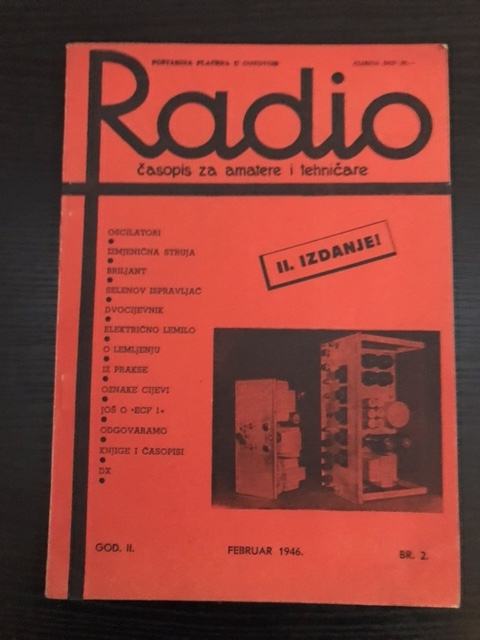 POŠTARINA PLAĆENA U GOTOVOM
Radio
časopis za amatere i tehničare
OSCILATORI
IZMJENIČNA STRUJA
BRILJANT
SELENOV ISPRAVLJAČ
DVOCIJEVNIK
ELEKTRIČNO LEMILO
O LEMLJENJU
IZ PRAKSE
OZNAKE CIJEVI
JOŠ O »ECF 1«
ODGOVARAMO
KNJIGE I ČASOPISI
DX
II. IZDANJE!
GOD. II.
FEBRUAR 1946.
BR. 2.